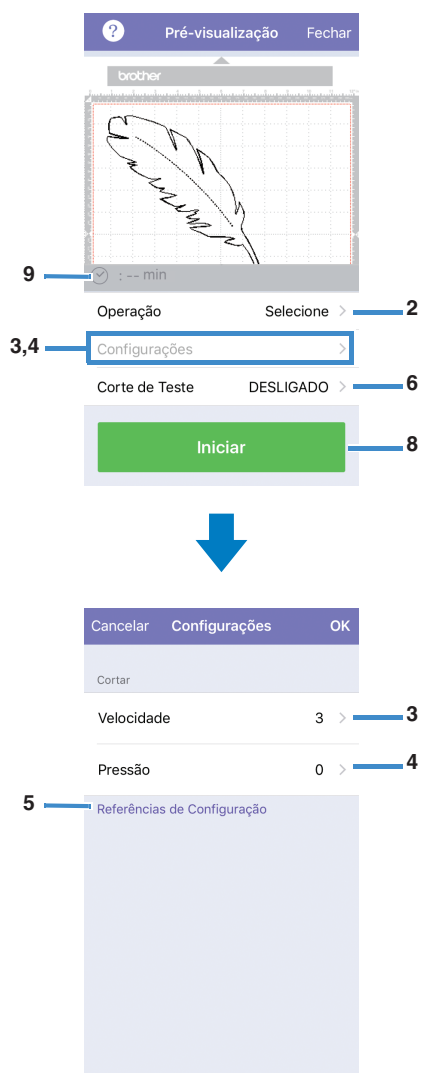 ? Pré-visualização Fechar
brother
9 : -- min
Operação Selecione 2
3,4 Configurações
Corte de Teste DESLIGADO 6
Iniciar 8
Cancelar Configurações OK
Cortar
Velocidade 3 3
Pressão 0 4
5 Referências de Configuração